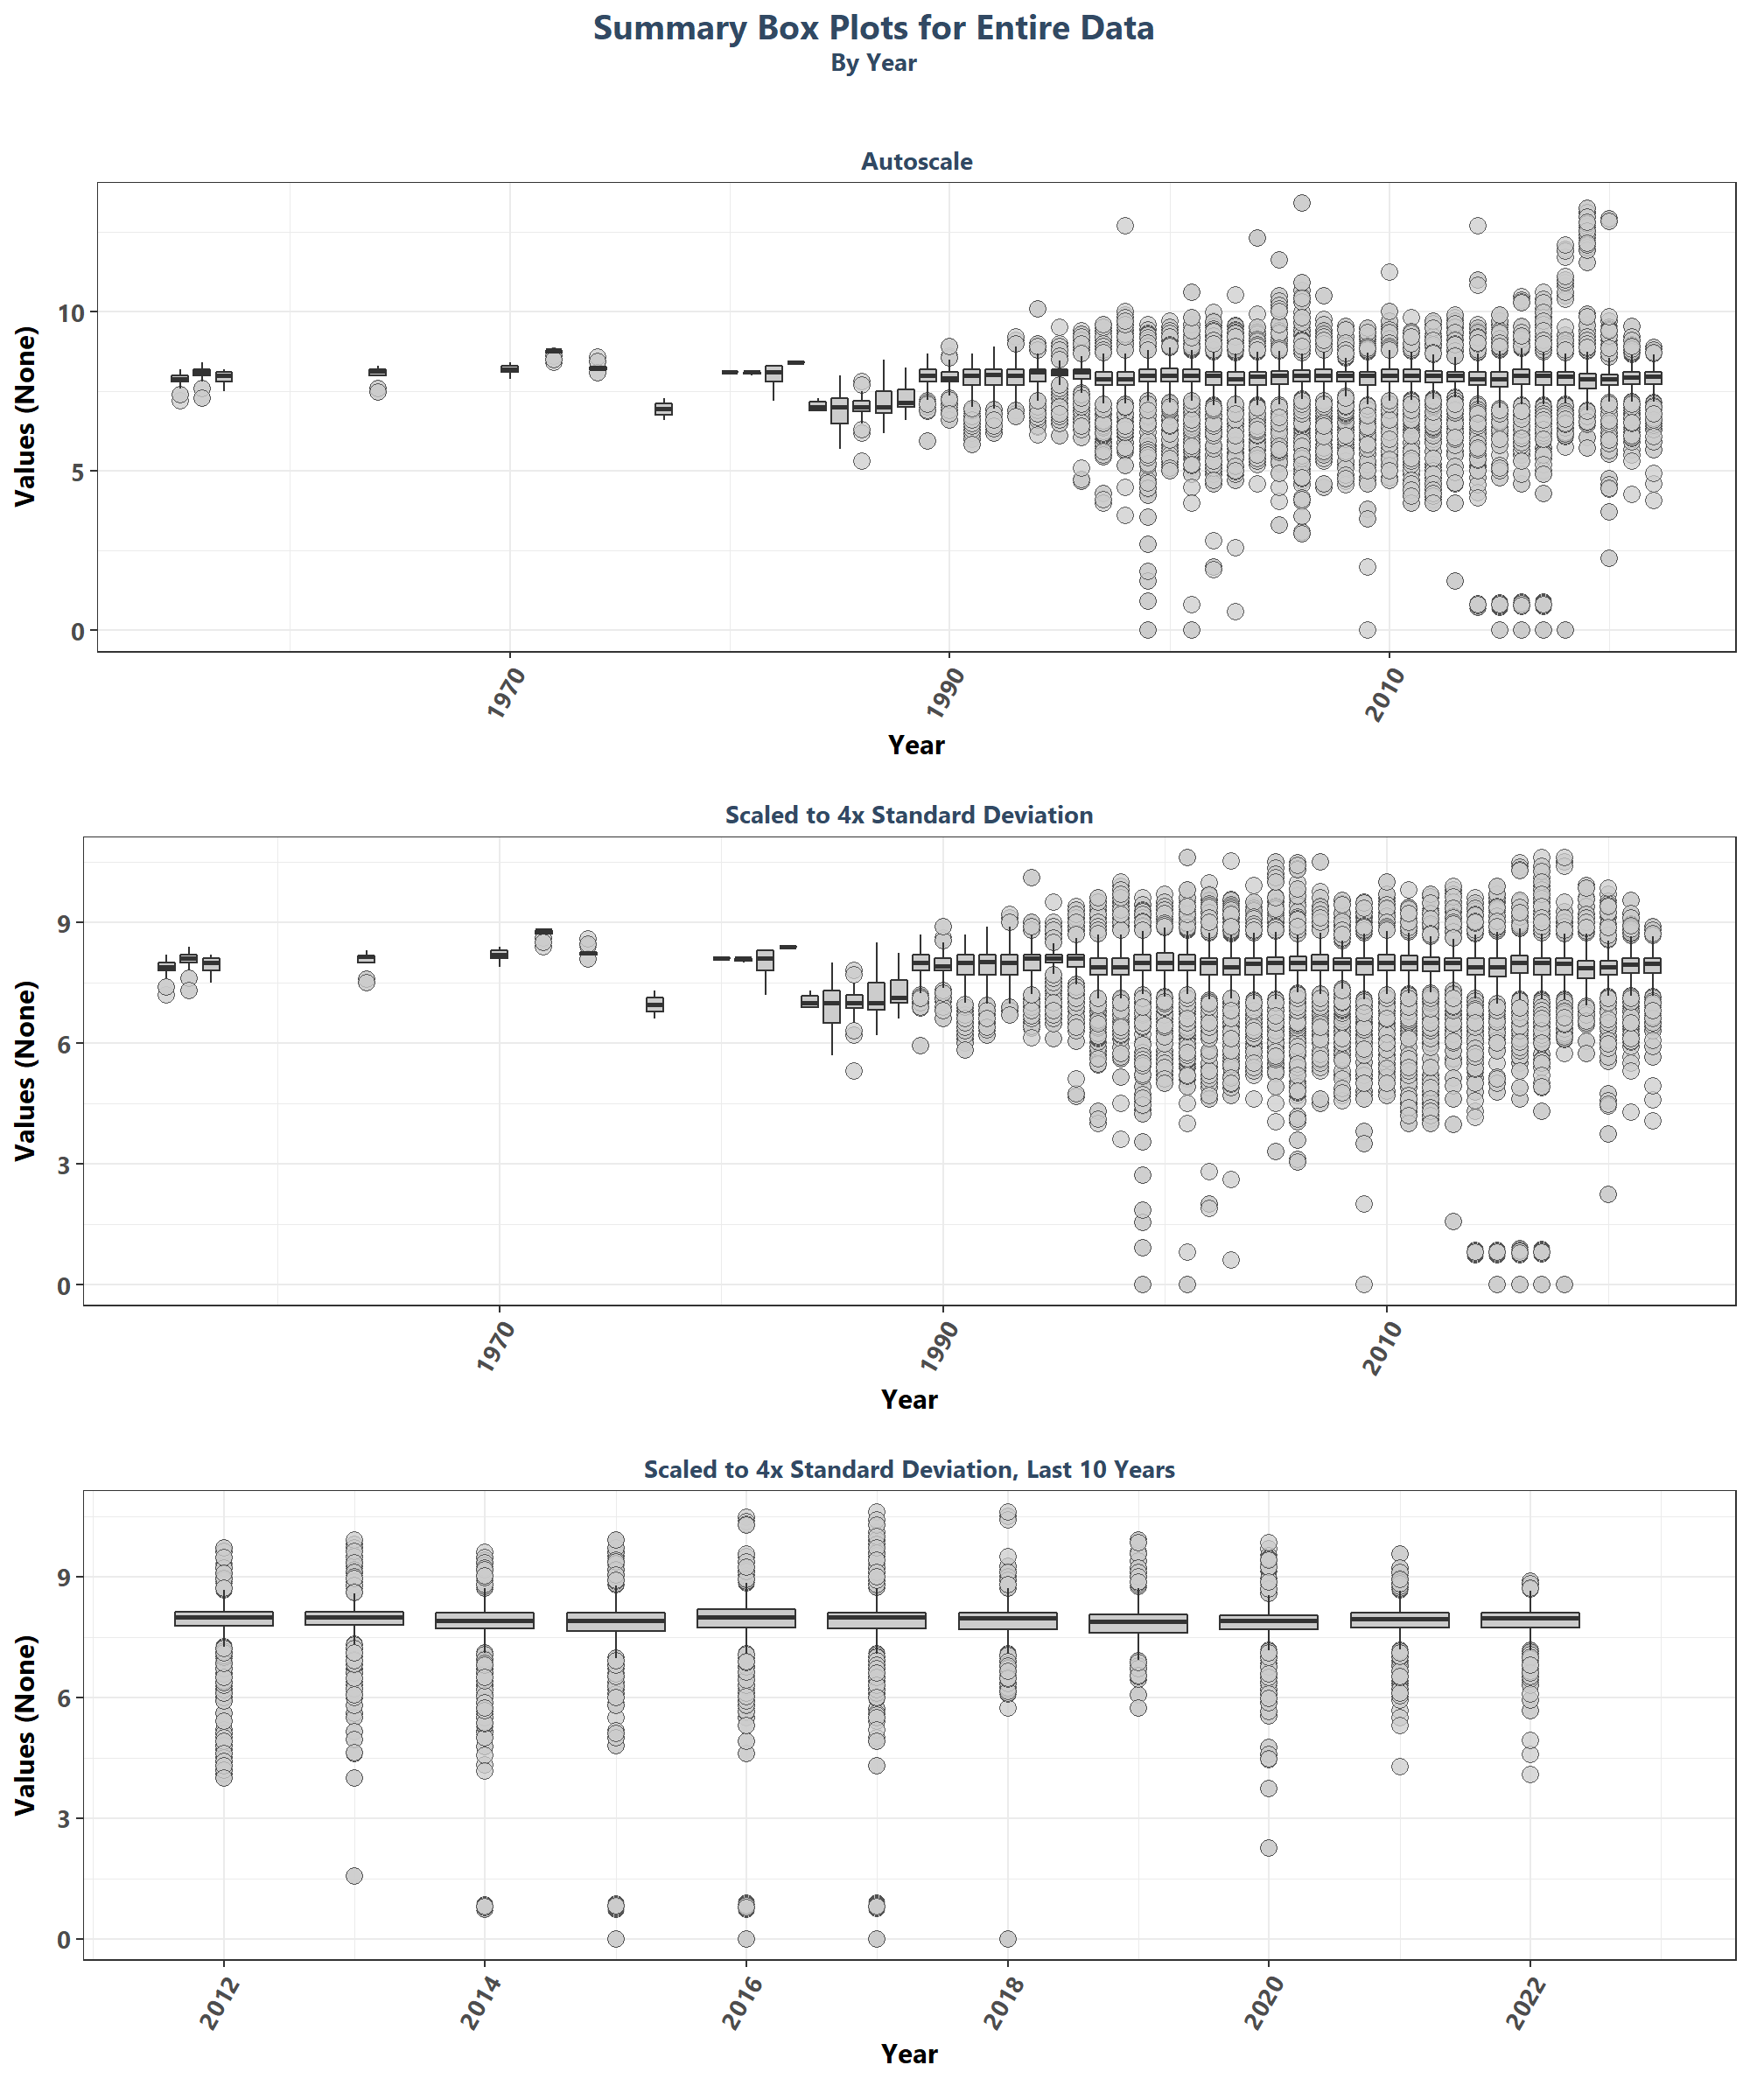 Summary Box Plots for Entire Data
By Year
Autoscale
Values (None)
10
5
0
1970
1990
2010
Year
Scaled to 4x Standard Deviation
Values (None)
9
6
3
0
1970
1990
2010
Year
Scaled to 4x Standard Deviation, Last 10 Years
Values (None)
9
6
3
0
2012
2014
2016
2018
2020
2022
Year